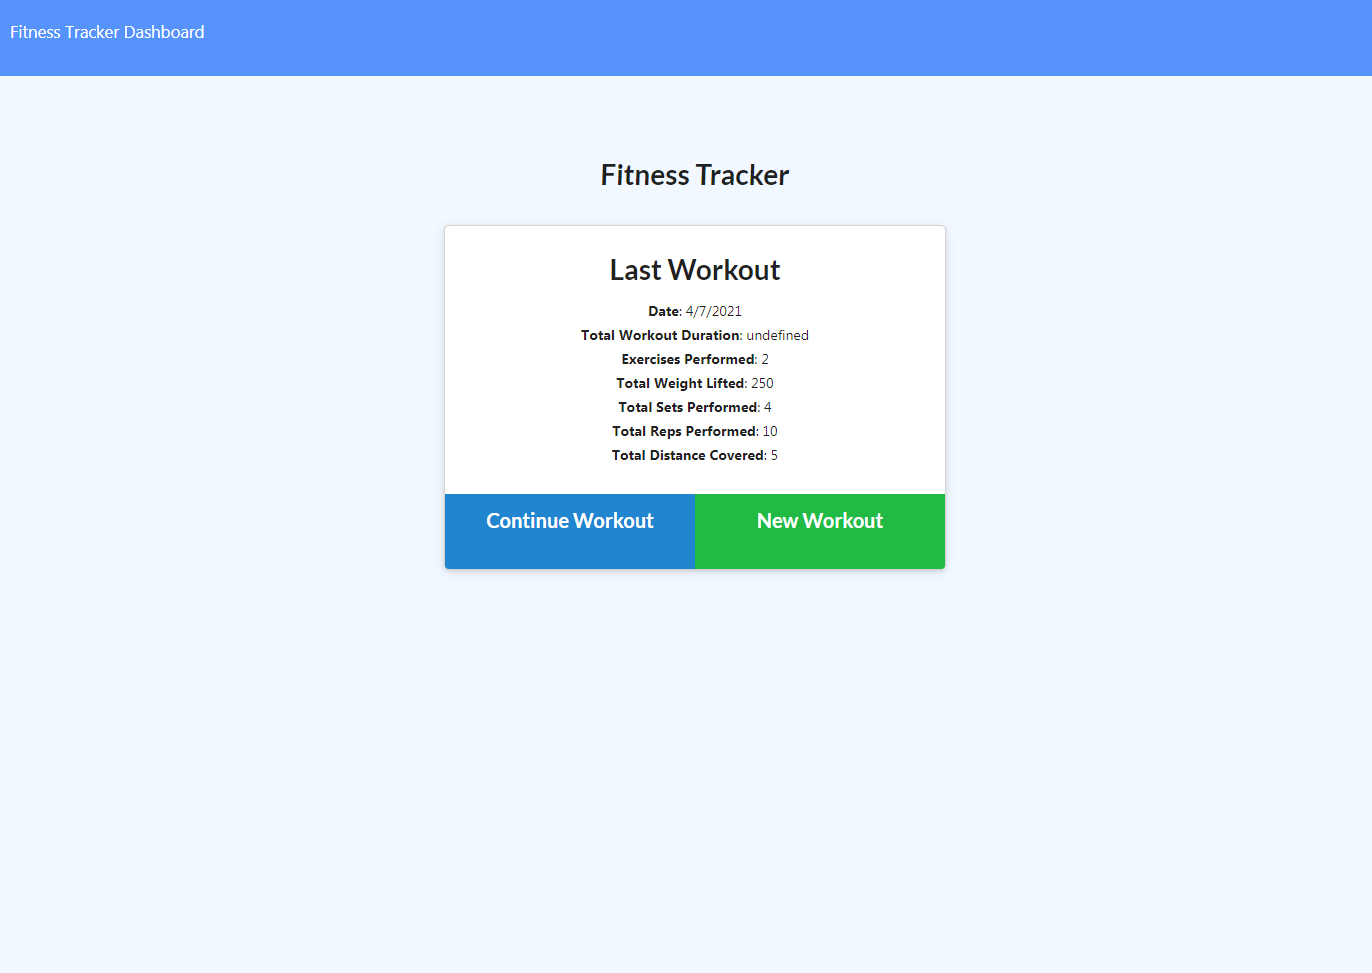 Fitness Tracker Dashboard
Fitness Tracker
Last Workout
Date: 4/7/2021
Total Workout Duration: undefined
Exercises Performed: 2
Total Weight Lifted: 250
Total Sets Performed: 4
Total Reps Performed: 10
Total Distance Covered: 5
Continue Workout
New Workout